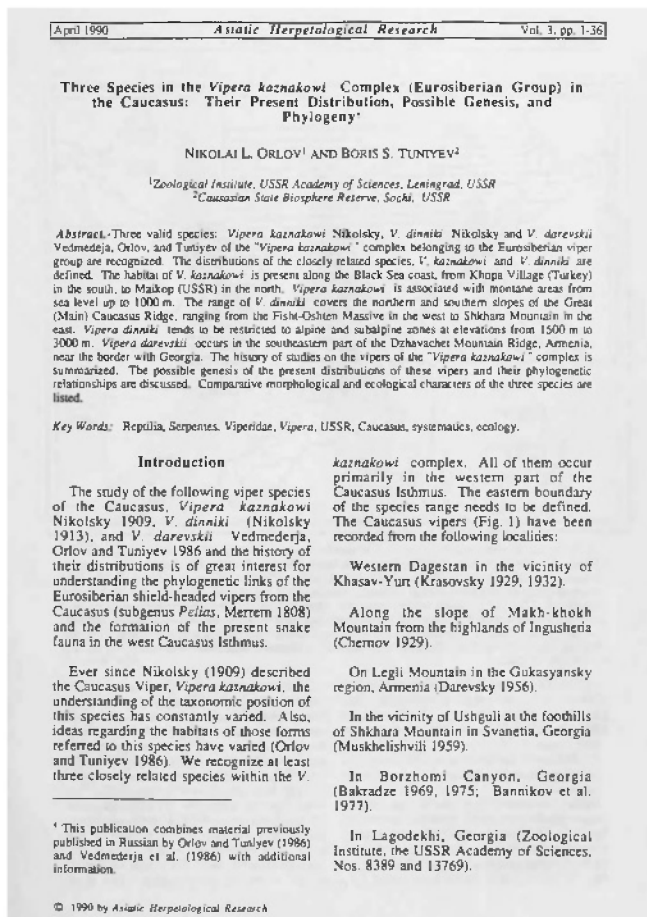 April 1990 Asiatic Herpetological Research Vol. 3, pp. 1-36
Three Species in the Vipera kaznakowi Complex (Eurosiberian Group) in
the Caucasus: Their Present Distribution, Possible Genesis, and
Phylogeny⁺
NIKOLAI L. ORLOV¹ AND BORIS S. TUNIYEV²
¹Zoological Institute, USSR Academy of Sciences, Leningrad, USSR
²Causasian State Biosphere Reserve, Sochi, USSR
Abstract.-Three valid species: Vipera kaznakowi Nikolsky, V. dinniki Nikolsky and V. darevskii
Vedmedeja, Orlov, and Tuniyev of the "Vipera kaznakowi" complex belonging to the Eurosiberian viper
group are recognized. The distributions of the closely related species, V. kaznakowi and V. dinniki are
defined. The habitat of V. kaznakowi is present along the Black Sea coast, from Khopa Village (Turkey)
in the south, to Maikop (USSR) in the north. Vipera kaznakowi is associated with montane areas from
sea level up to 1000 m. The range of V. dinniki covers the northern and southern slopes of the Great
(Main) Caucasus Ridge, ranging from the Fisht-Oshten Massive in the west to Shkhara Mountain in the
east. Vipera dinniki tends to be restricted to alpine and subalpine zones at elevations from 1500 m to
3000 m. Vipera darevskii occurs in the southeastern part of the Dzhavachet Mountain Ridge, Armenia,
near the border with Georgia. The history of studies on the vipers of the "Vipera kaznakowi" complex is
summarized. The possible genesis of the present distributions of these vipers and their phylogenetic
relationships are discussed. Comparative morphological and ecological characters of the three species are
listed.
Key Words: Reptilia, Serpentes, Viperidae, Vipera, USSR, Caucasus, systematics, ecology.
Introduction
The study of the following viper species
of the Caucasus, Vipera kaznakowi
Nikolsky 1909, V. dinniki (Nikolsky
1913), and V. darevskii Vedmederja,
Orlov and Tuniyev 1986 and the history of
their distributions is of great interest for
understanding the phylogenetic links of the
Eurosiberian shield-headed vipers from the
Caucasus (subgenus Pelias, Merrem 1808)
and the formation of the present snake
fauna in the west Caucasus Isthmus.
Ever since Nikolsky (1909) described
the Caucasus Viper, Vipera kaznakowi, the
understanding of the taxonomic position of
this species has constantly varied. Also,
ideas regarding the habitats of those forms
referred to this species have varied (Orlov
and Tuniyev 1986). We recognize at least
three closely related species within the V.
⁺ This publication combines material previously
published in Russian by Orlov and Tuniyev (1986)
and Vedmederja et al. (1986) with additional
information.
kaznakowi complex. All of them occur
primarily in the western part of the
Caucasus Isthmus. The eastern boundary
of the species range needs to be defined.
The Caucasus vipers (Fig. 1) have been
recorded from the following localities:
Western Dagestan in the vicinity of
Khasav-Yurt (Krasovsky 1929, 1932).
Along the slope of Makh-khokh
Mountain from the highlands of Ingushetia
(Chernov 1929).
On Legli Mountain in the Gukasyansky
region, Armenia (Darevsky 1956).
In the vicinity of Ushguli at the foothills
of Shkhara Mountain in Svanetia, Georgia
(Muskhelishvili 1959).
In Borzhomi Canyon, Georgia
(Bakradze 1969, 1975; Bannikov et al.
1977).
In Lagodekhi, Georgia (Zoological
Institute, the USSR Academy of Sciences,
Nos. 8389 and 13769).
© 1990 by Asiatic Herpetological Research